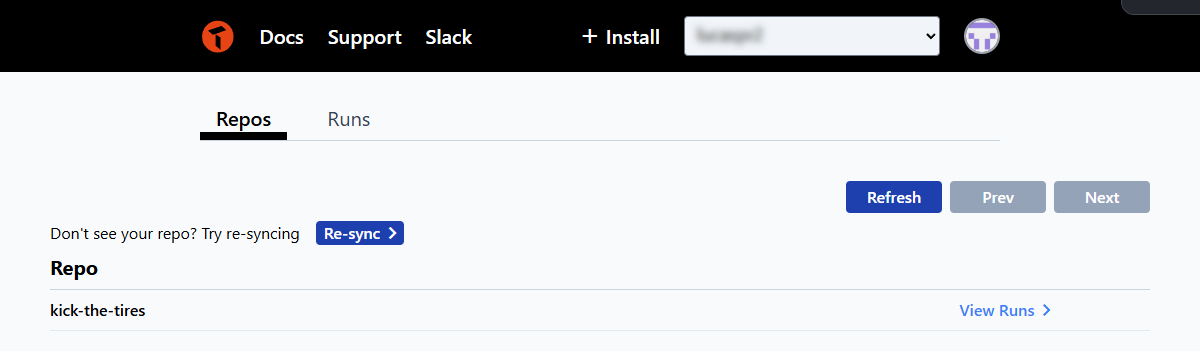 Docs Support Slack + Install
Repos Runs
Refresh Prev Next
Don't see your repo? Try re-syncing Re-sync
Repo
kick-the-tires View Runs